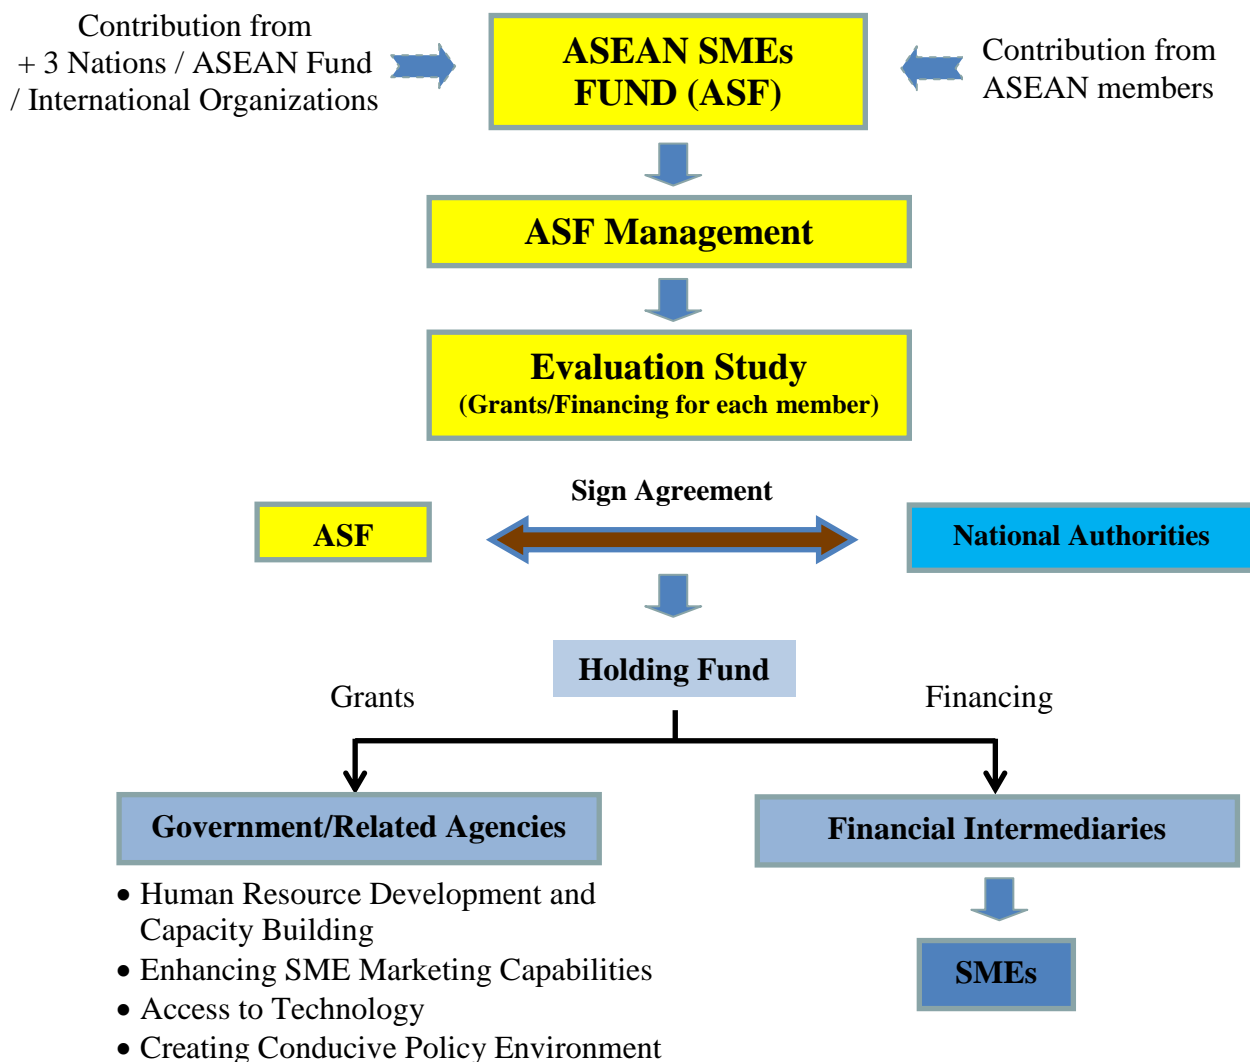 Contribution from
+ 3 Nations / ASEAN Fund
/ International Organizations
ASEAN SMEs
FUND (ASF)
Contribution from
ASEAN members
ASF Management
Evaluation Study
(Grants/Financing for each member)
Sign Agreement
ASF
National Authorities
Holding Fund
Grants
Financing
Government/Related Agencies
Financial Intermediaries
• Human Resource Development and
Capacity Building
• Enhancing SME Marketing Capabilities
• Access to Technology
• Creating Conducive Policy Environment
SMEs